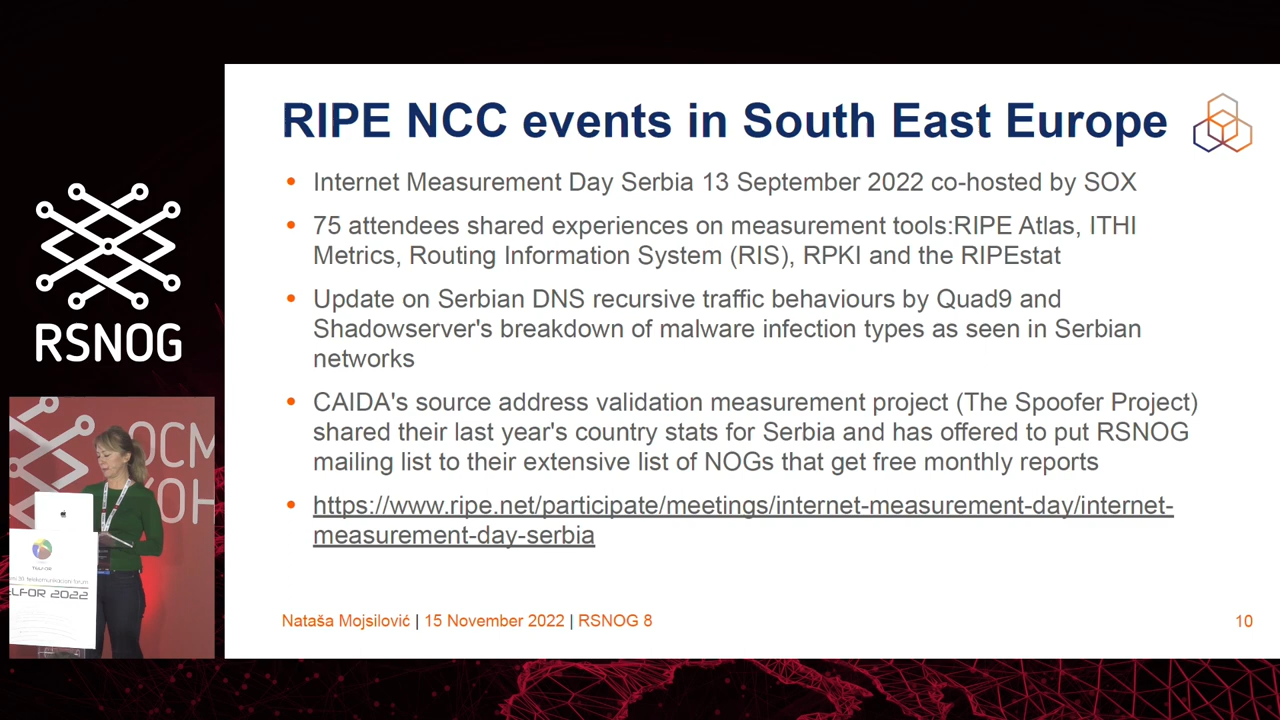 RIPE NCC events in South East Europe
• Internet Measurement Day Serbia 13 September 2022 co-hosted by SOX
• 75 attendees shared experiences on measurement tools:RIPE Atlas, ITHI
Metrics, Routing Information System (RIS), RPKI and the RIPEstat
• Update on Serbian DNS recursive traffic behaviours by Quad9 and
Shadowserver's breakdown of malware infection types as seen in Serbian
networks
• CAIDA's source address validation measurement project (The Spoofer Project)
shared their last year's country stats for Serbia and has offered to put RSNOG
mailing list to their extensive list of NOGs that get free monthly reports
• https://www.ripe.net/participate/meetings/internet-measurement-day/internet-
measurement-day-serbia
Nataša Mojsilović | 15 November 2022 | RSNOG 8
10
RSNOG
ОСМ
КОН
ELFOR 2022